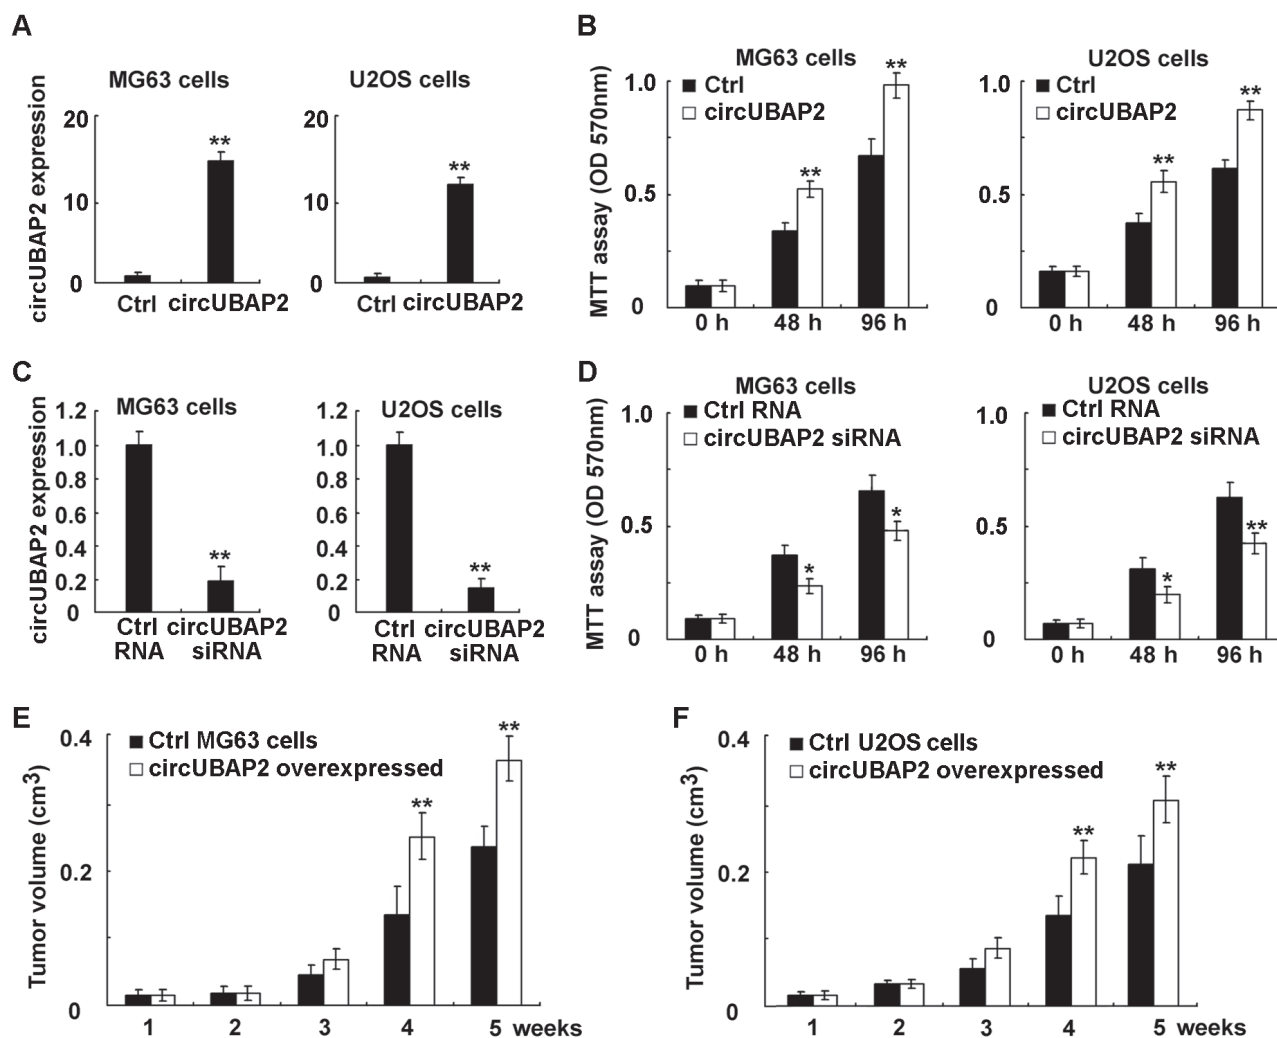 A
MG63 cells
U2OS cells
circUBAP2 expression
20
10
0
**
Ctrl circUBAP2
20
10
0
**
Ctrl circUBAP2
B
MG63 cells
U2OS cells
MTT assay (OD 570nm)
1.0
0.5
0
Ctrl
circUBAP2
**
**
0 h 48 h 96 h
1.0
0.5
0
Ctrl
circUBAP2
**
**
0 h 48 h 96 h
C
MG63 cells
U2OS cells
circUBAP2 expression
1.2
1.0
0.8
0.6
0.4
0.2
0
**
Ctrl circUBAP2
RNA siRNA
1.2
1.0
0.8
0.6
0.4
0.2
0
**
Ctrl circUBAP2
RNA siRNA
D
MG63 cells
U2OS cells
MTT assay (OD 570nm)
1.0
0.5
0
Ctrl RNA
circUBAP2 siRNA
*
*
0 h 48 h 96 h
1.0
0.5
0
Ctrl RNA
circUBAP2 siRNA
*
**
0 h 48 h 96 h
E
Tumor volume (cm3)
0.4
0.2
0
Ctrl MG63 cells
circUBAP2 overexpressed
**
**
1 2 3 4 5 weeks
F
Tumor volume (cm3)
0.4
0.2
0
Ctrl U2OS cells
circUBAP2 overexpressed
**
**
1 2 3 4 5 weeks